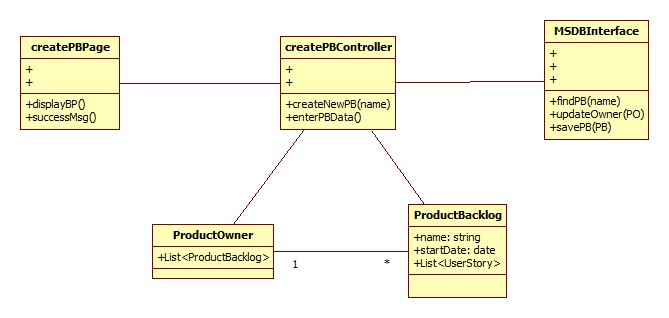 createPBPage
+
+
+displayBP()
+successMsg()
createPBController
+
+
+createNewPB(name)
+enterPBData()
MSDBInterface
+
+
+
+findPB(name)
+updateOwner(PO)
+savePB(PB)
ProductOwner
+List<ProductBacklog>
1
*
ProductBacklog
+name: string
+startDate: date
+List<UserStory>